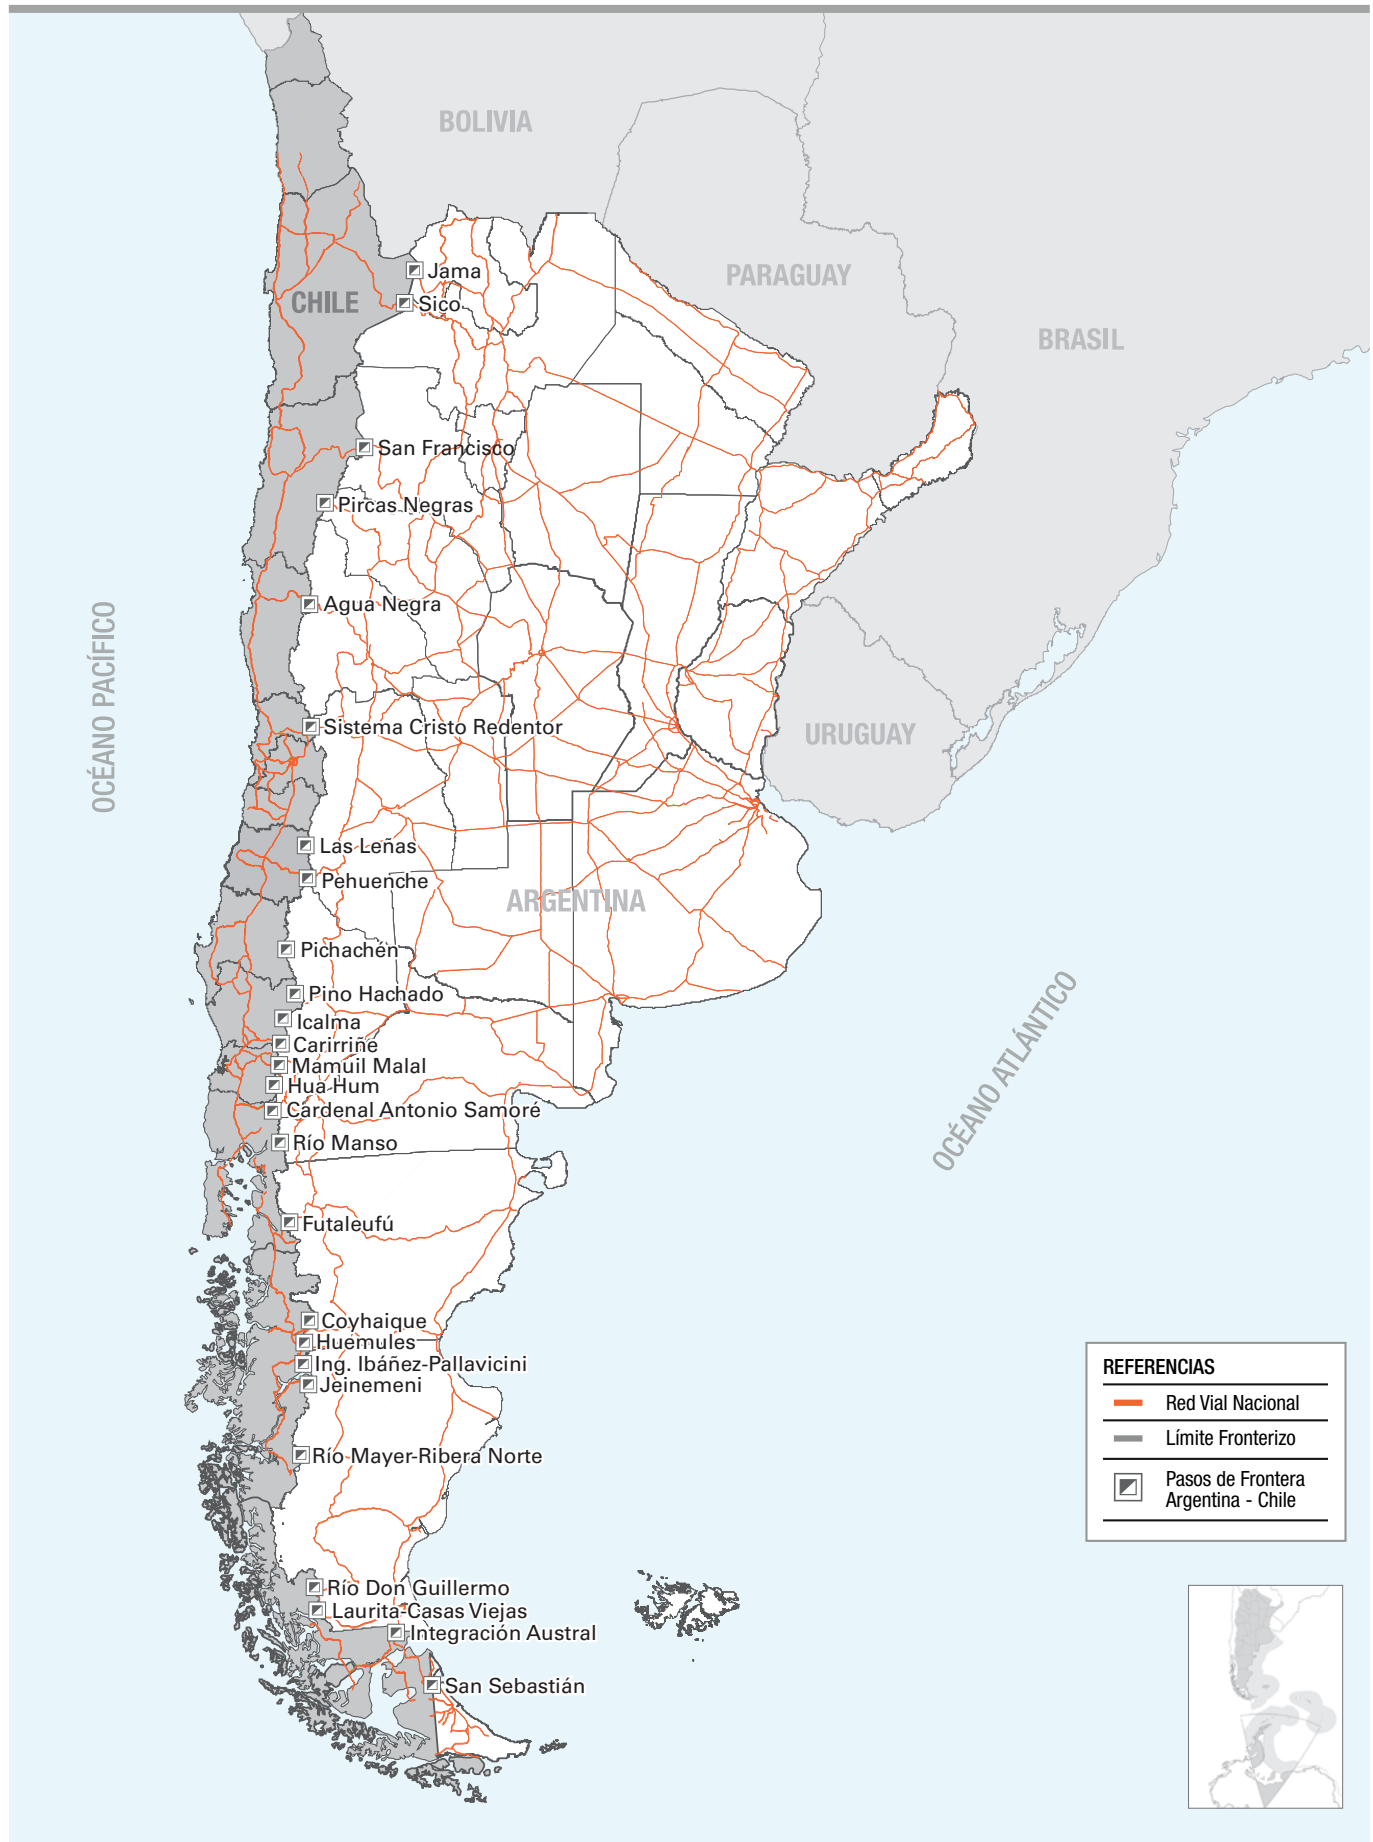 BOLIVIA
PARAGUAY
Jama
CHILE
Sico
BRASIL
San Francisco
Pircas Negras
Agua Negra
OCÉANO PACÍFICO
Sistema Cristo Redentor
URUGUAY
Las Leñas
Pehuenche
ARGENTINA
Pichachén
Pino Hachado
Icalma
Carirriñe
Mamuil Malal
Hua Hum
Cardenal Antonio Samoré
OCÉANO ATLÁNTICO
Río Manso
Futaleufú
Coyhaique
Huemules
Ing. Ibáñez-Pallavicini
Jeinemeni
Río Mayer-Ribera Norte
Río Don Guillermo
Laurita-Casas Viejas
Integración Austral
San Sebastián
REFERENCIAS
Red Vial Nacional
Límite Fronterizo
Pasos de Frontera
Argentina - Chile